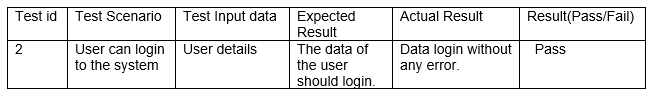 Test id Test Scenario Test Input data Expected Result Actual Result Result(Pass/Fail)
2 User can login to the system User details The data of the user should login. Data login without any error. Pass